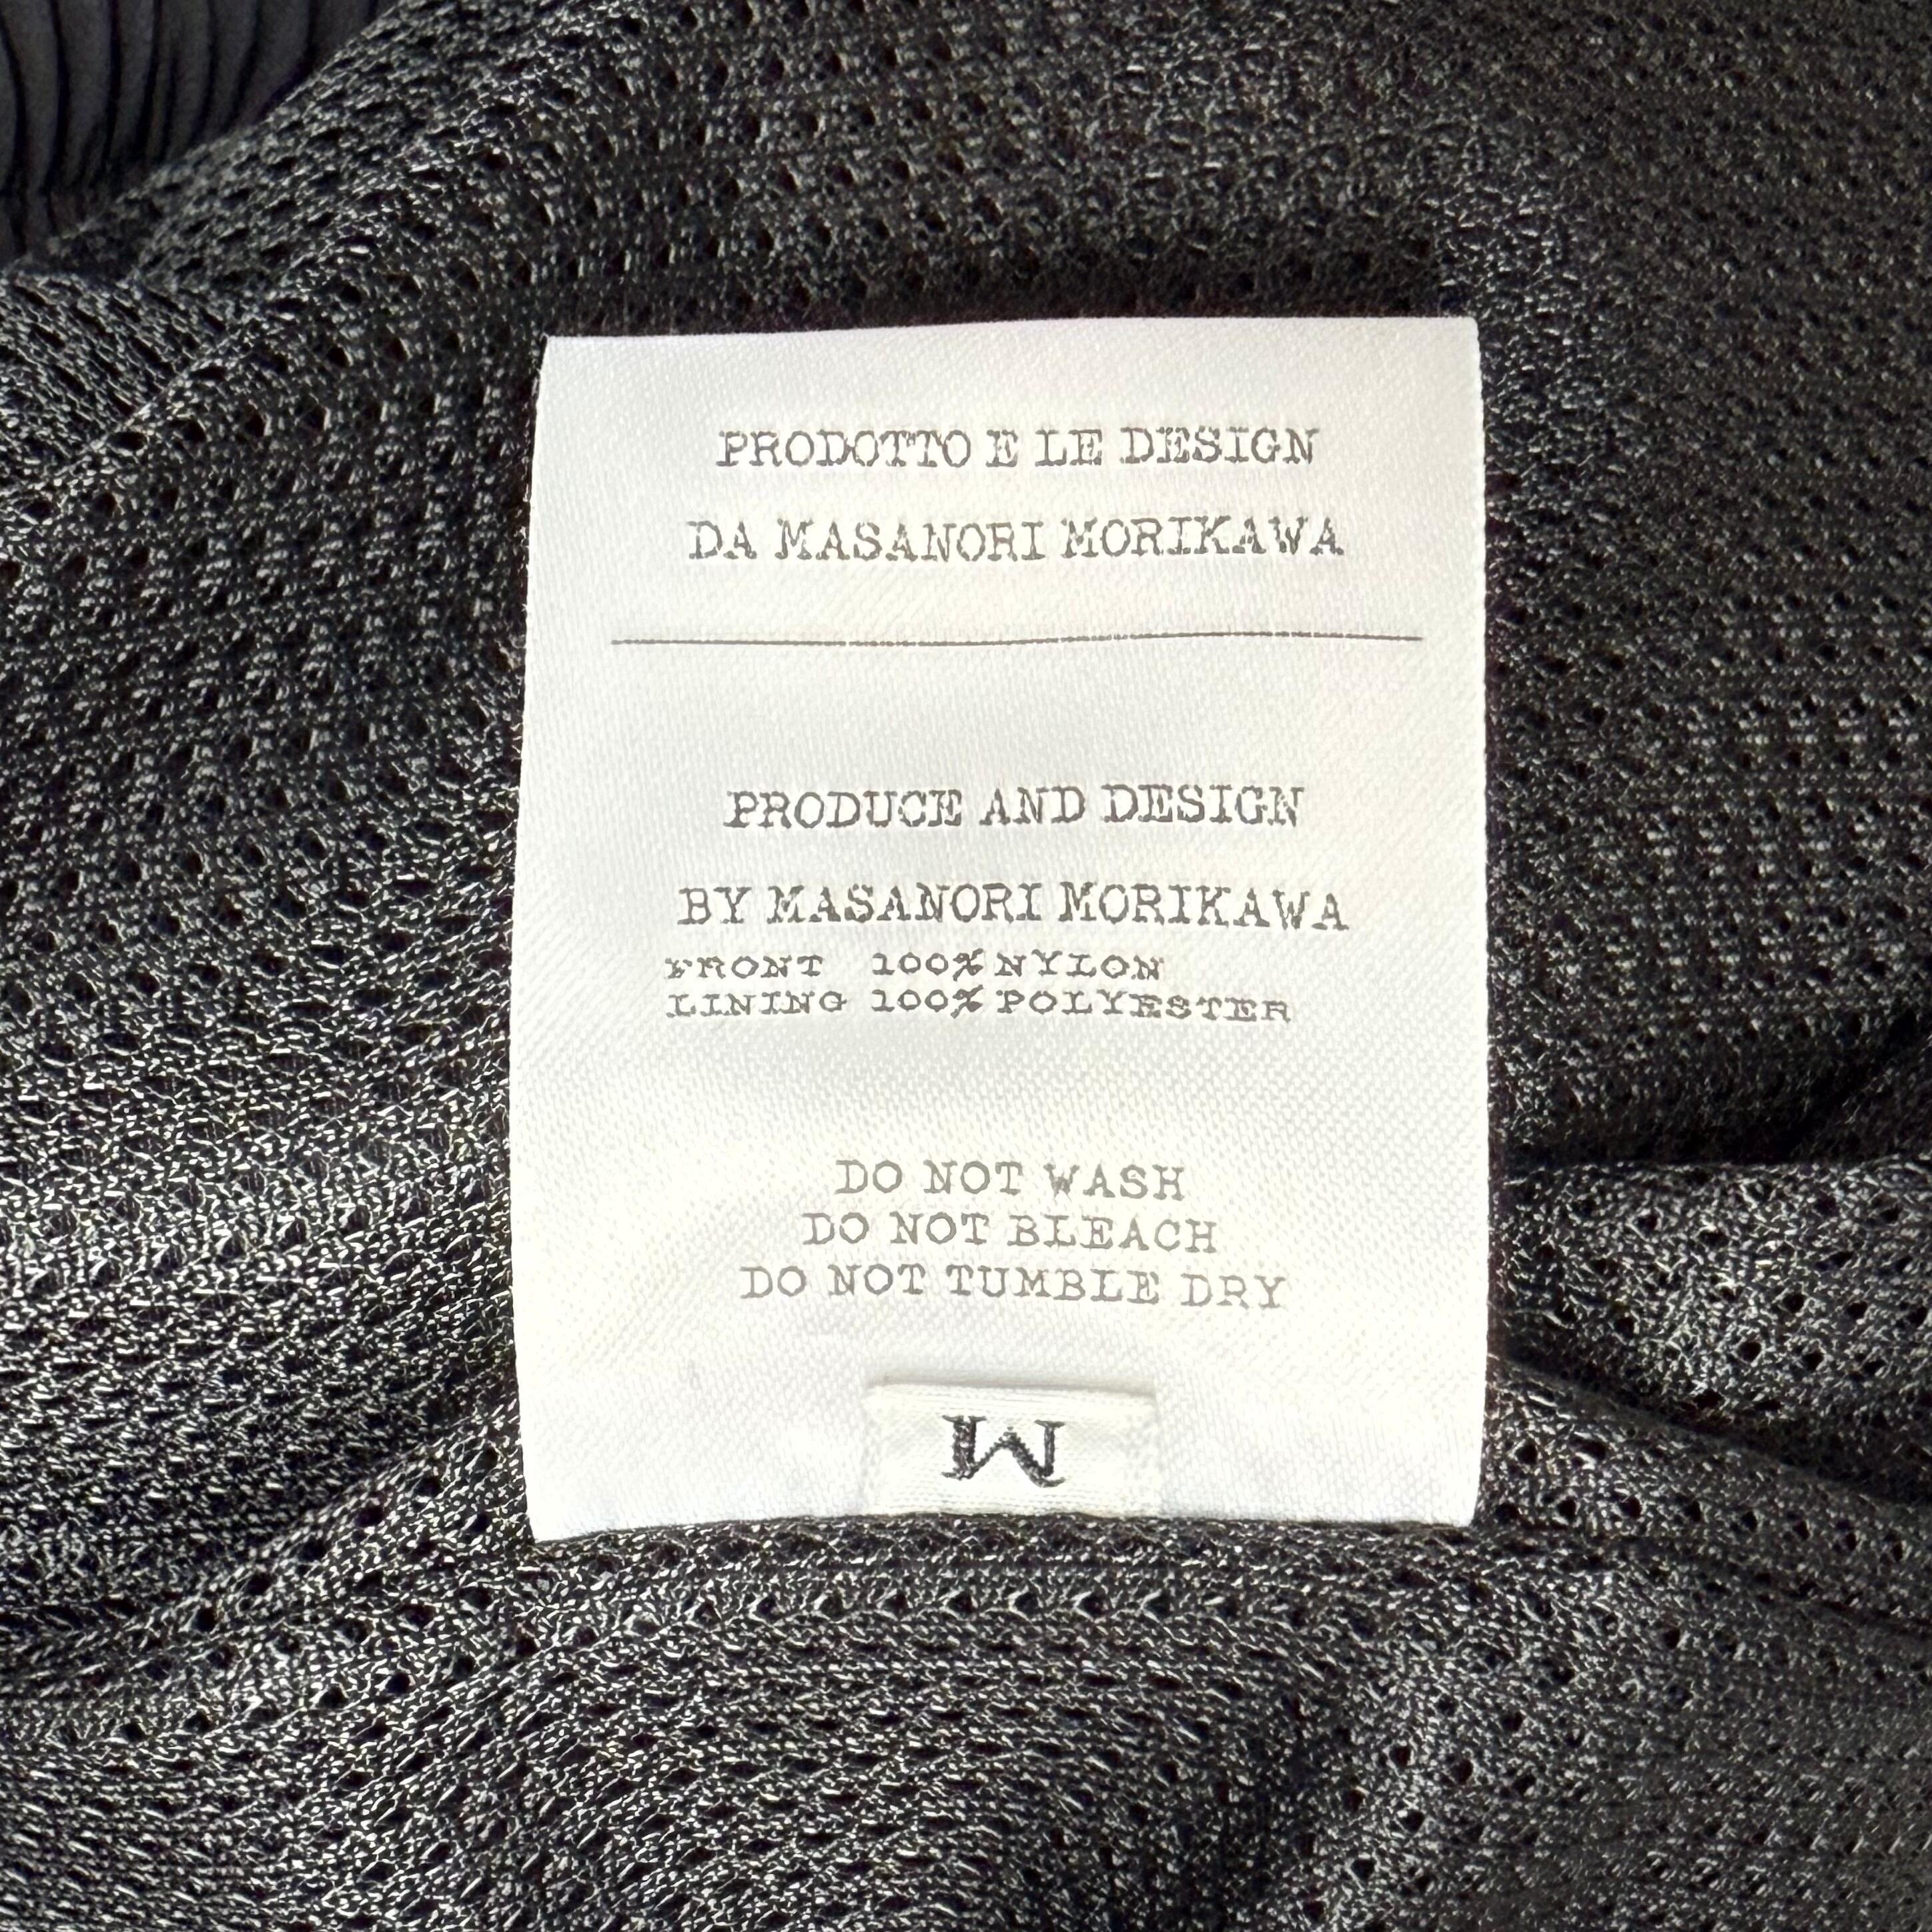 PRODOTTO E LE DESIGN
DA MASANORI MORIKAWA
PRODUCE AND DESIGN
BY MASANORI MORIKAWA
FRONT 100% NYLON
LINING 100% POLYESTER
DO NOT WASH
DO NOT BLEACH
DO NOT TUMBLE DRY
M